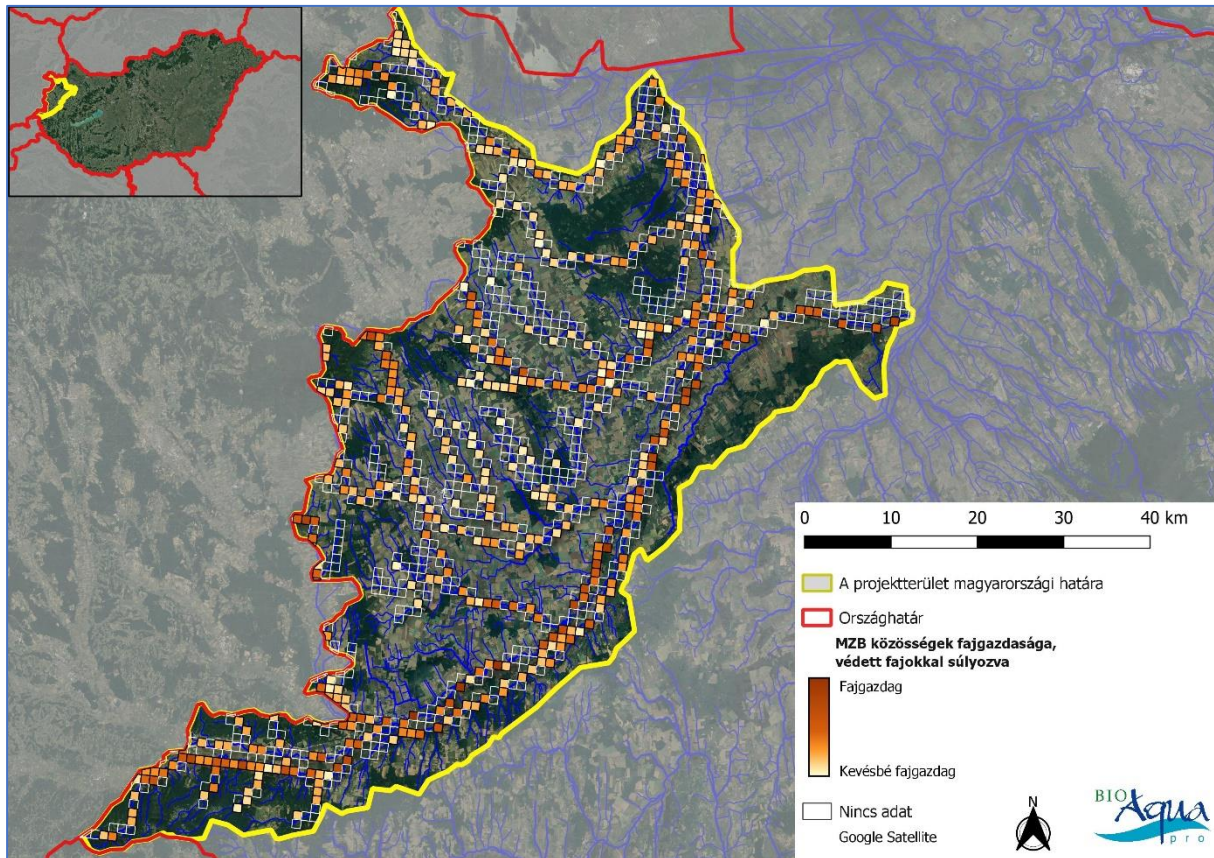 0 10 20 30 40 km
A projektterület magyarországi határa
Országhatár
MZB közösségek fajgazdasága,
védett fajokkal súlyozva
Fajgazdag
Kevésbé fajgazdag
Nincs adat
Google Satellite
N
BIO
Aqua
pro